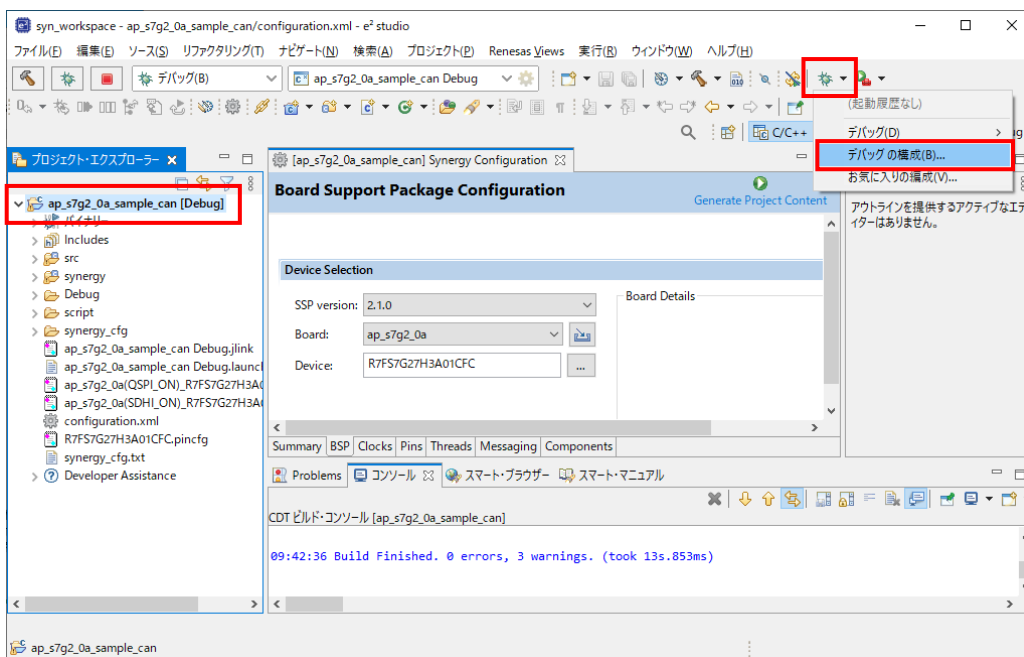 syn_workspace - ap_s7g2_0a_sample_can/configuration.xml - e² studio
ファイル(F) 編集(E) ソース(S) リファクタリング(T) ナビゲート(N) 検索(A) プロジェクト(P) Renesas Views 実行(R) ウィンドウ(W) ヘルプ(H)
デバッグ(B) ap_s7g2_0a_sample_can Debug
(起動履歴なし)
デバッグ(D)
デバッグ の構成(B)...
お気に入りの編成(V)...
C/C++
プロジェクト・エクスプローラー
ap_s7g2_0a_sample_can [Debug]
バイナリー
Includes
src
synergy
Debug
script
synergy_cfg
ap_s7g2_0a_sample_can Debug.jlink
ap_s7g2_0a_sample_can Debug.launc
ap_s7g2_0a(QSPI_ON)_R7FS7G27H3A0
ap_s7g2_0a(SDHI_ON)_R7FS7G27H3A
configuration.xml
R7FS7G27H3A01CFC.pincfg
synergy_cfg.txt
Developer Assistance
[ap_s7g2_0a_sample_can] Synergy Configuration
Board Support Package Configuration
Generate Project Content
Device Selection
SSP version: 2.1.0
Board: ap_s7g2_0a
Device: R7FS7G27H3A01CFC ...
Board Details
Summary BSP Clocks Pins Threads Messaging Components
アウトラインを提供するアクティブなエデ
ィターはありません。
Problems コンソール スマート・ブラウザー スマート・マニュアル
CDT ビルド・コンソール [ap_s7g2_0a_sample_can]
09:42:36 Build Finished. 0 errors, 3 warnings. (took 13s.853ms)
ap_s7g2_0a_sample_can